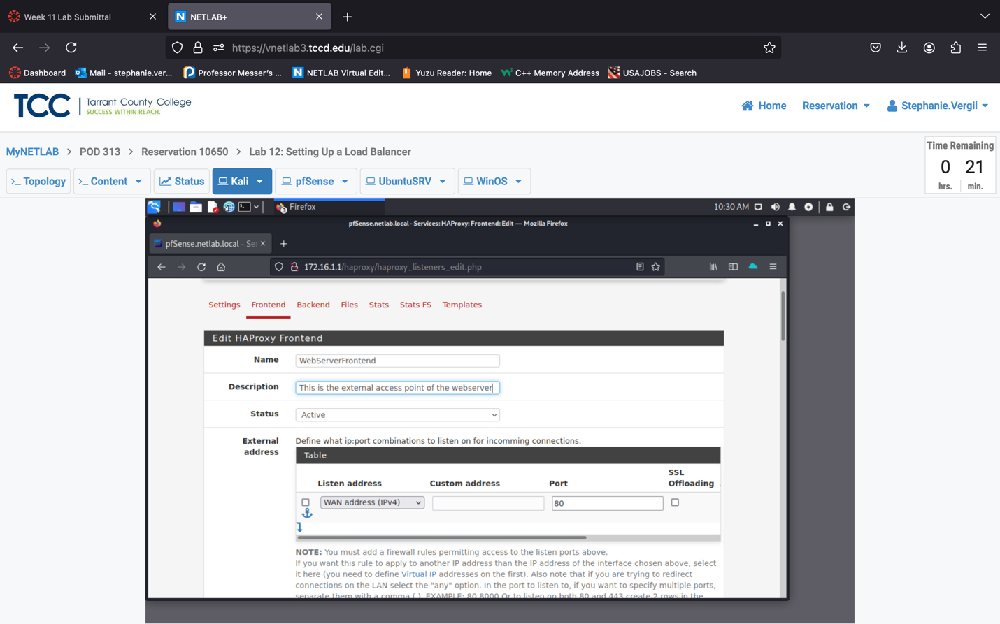 Week 11 Lab Submittal
NETLAB+
https://vnetlab3.tccd.edu/lab.cgi
Dashboard
Mail - stephanie.ver...
Professor Messer's ...
NETLAB Virtual Edit...
Yuzu Reader: Home
C++ Memory Address
USAJOBS - Search
TCC
Tarrant County College
SUCCESS WITHIN REACH.
Home
Reservation
Stephanie.Vergil
MyNETLAB > POD 313 > Reservation 10650 > Lab 12: Setting Up a Load Balancer
Time Remaining
0 21
hrs. min.
>_ Topology
>_ Content
Status
Kali
pfSense
UbuntuSRV
WinOS
Firefox
10:30 AM
pfSense.netlab.local - Services: HAProxy: Frontend: Edit — Mozilla Firefox
pfSense.netlab.local - Ser
172.16.1.1/haproxy/haproxy_listeners_edit.php
Settings Frontend Backend Files Stats Stats FS Templates
Edit HAProxy Frontend
Name
WebServerFrontend
Description
This is the external access point of the webserver
Status
Active
External address
Define what ip:port combinations to listen on for incomming connections.
Table
Listen address Custom address Port SSL Offloading
WAN address (IPv4)
80
NOTE: You must add a firewall rules permitting access to the listen ports above.
If you want this rule to apply to another IP address than the IP address of the interface chosen above, select
it here (you need to define Virtual IP addresses on the first). Also note that if you are trying to redirect
connections on the LAN select the "any" option. In the port to listen to, if you want to specify multiple ports,
separate them with a comma (,). EXAMPLE: 80,8000 Or to listen on both 80 and 443 create 2 rows in the